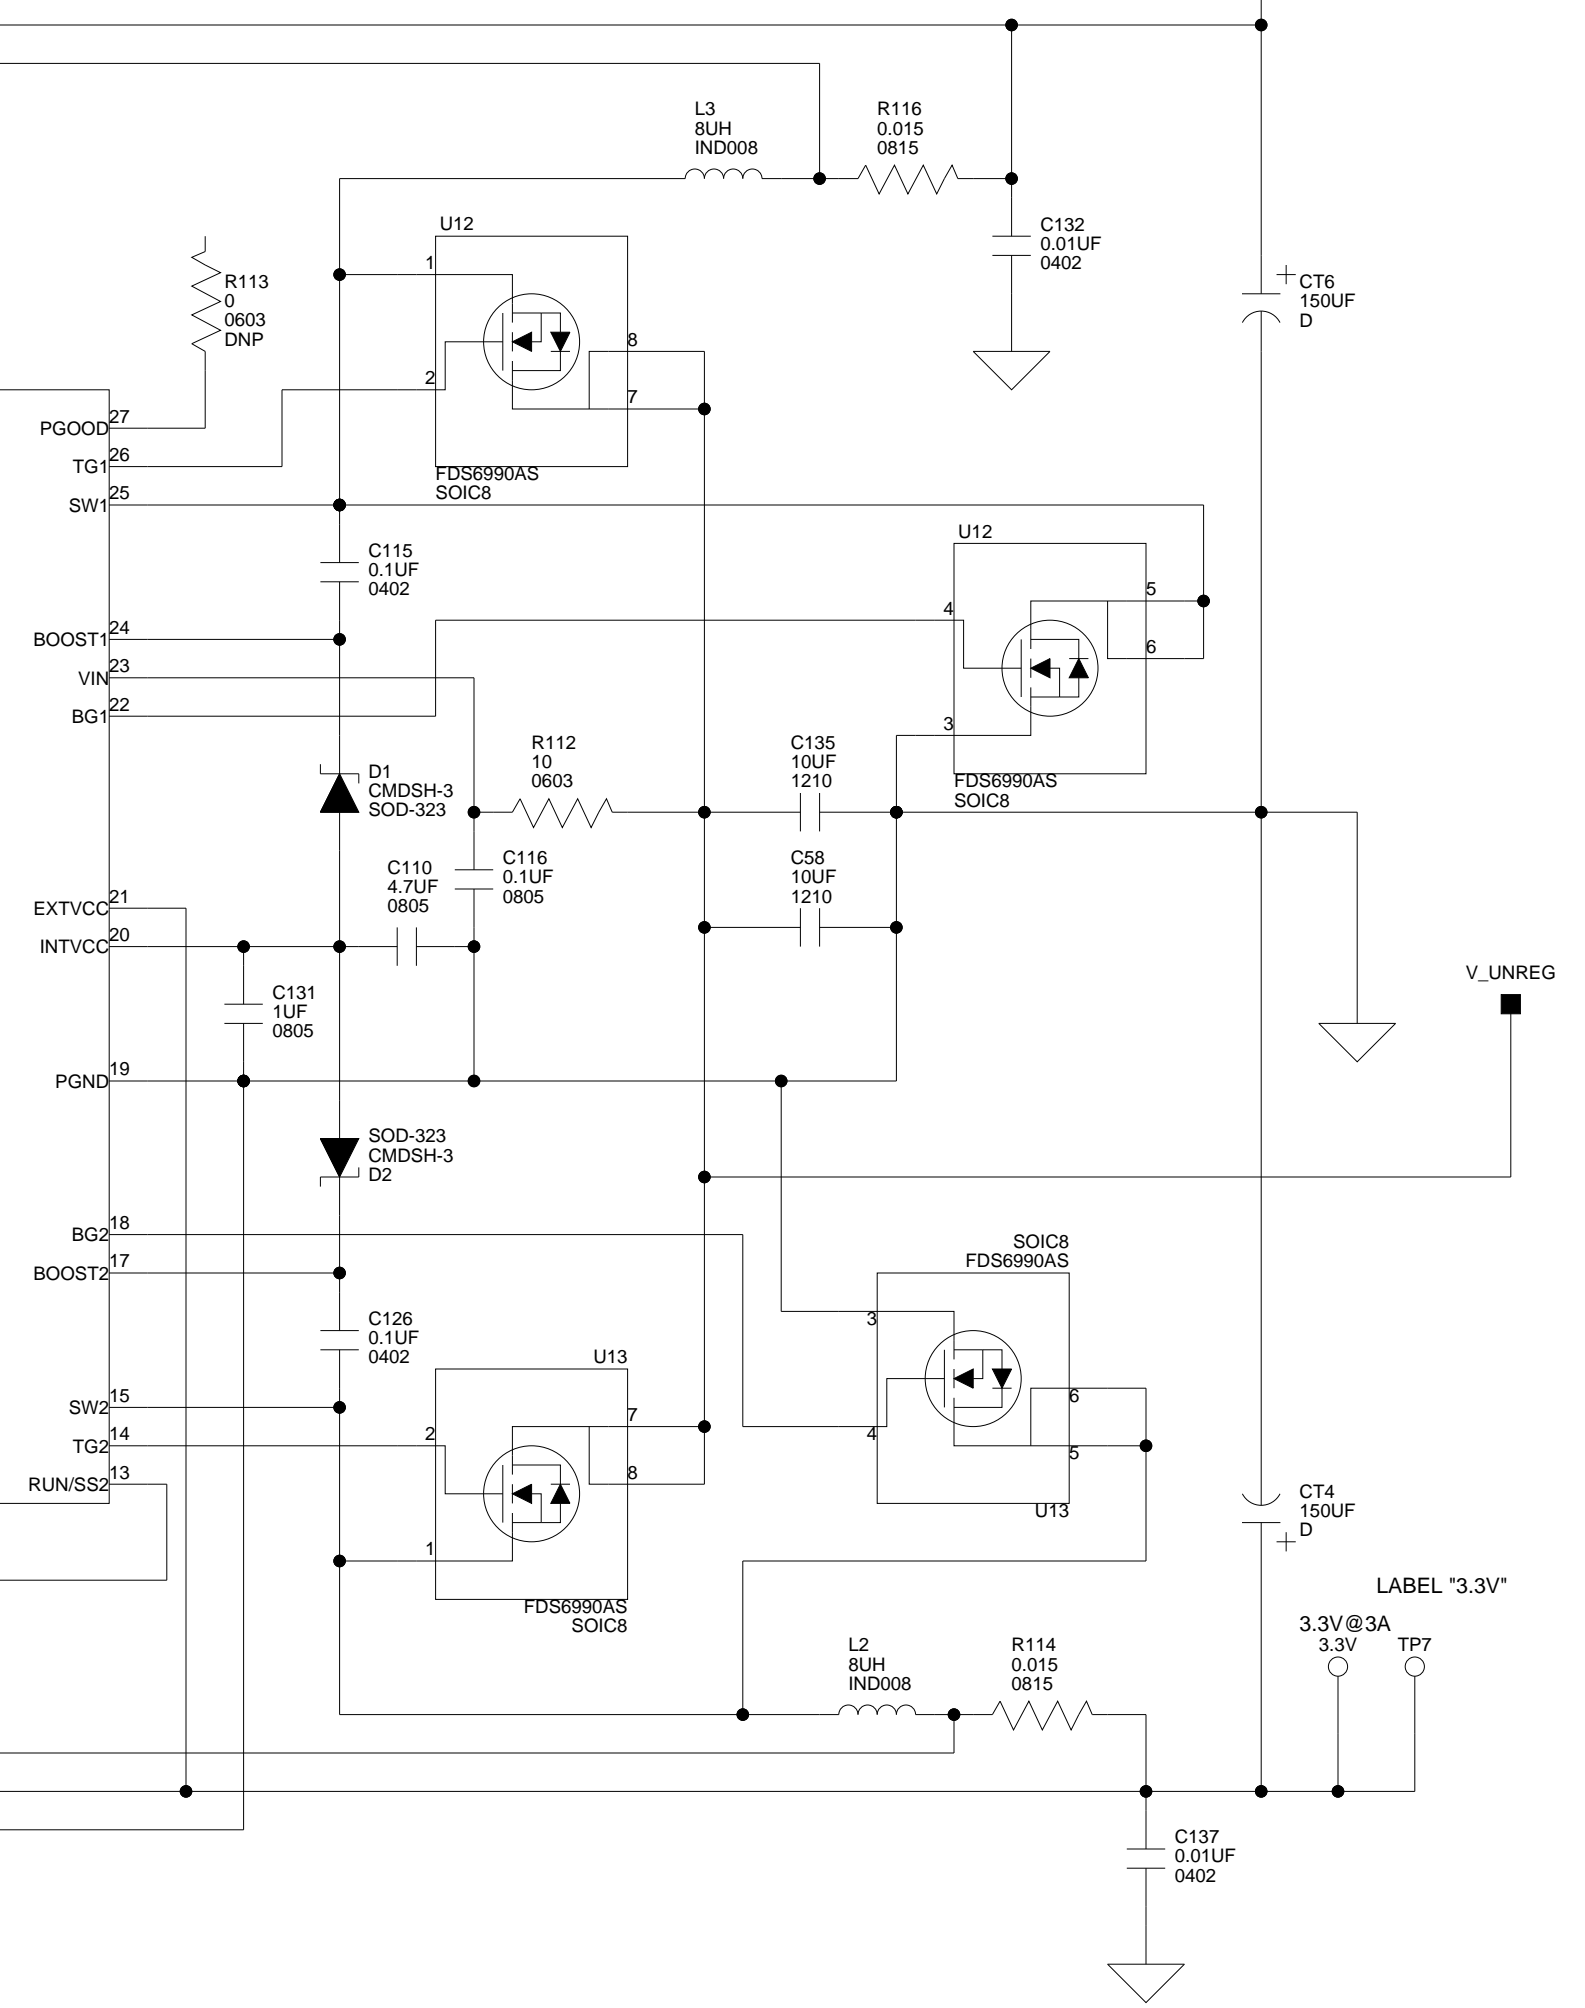 L3
8UH
IND008
R116
0.015
0815
U12
C132
0.01UF
0402
R113
0
0603
DNP
CT6
150UF
D
1
2
8
7
FDS6990AS
SOIC8
PGOOD 27
TG1 26
SW1 25
BOOST1 24
VIN 23
BG1 22
EXTVCC 21
INTVCC 20
PGND 19
BG2 18
BOOST2 17
SW2 15
TG2 14
RUN/SS2 13
C115
0.1UF
0402
U12
4
5
6
3
FDS6990AS
SOIC8
D1
CMDSH-3
SOD-323
R112
10
0603
C135
10UF
1210
C110
4.7UF
0805
C116
0.1UF
0805
C58
10UF
1210
C131
1UF
0805
V_UNREG
SOD-323
CMDSH-3
D2
SOIC8
FDS6990AS
3
4
6
5
U13
C126
0.1UF
0402
U13
2
7
8
1
FDS6990AS
SOIC8
CT4
150UF
D
LABEL "3.3V"
3.3V@3A
3.3V
TP7
L2
8UH
IND008
R114
0.015
0815
C137
0.01UF
0402